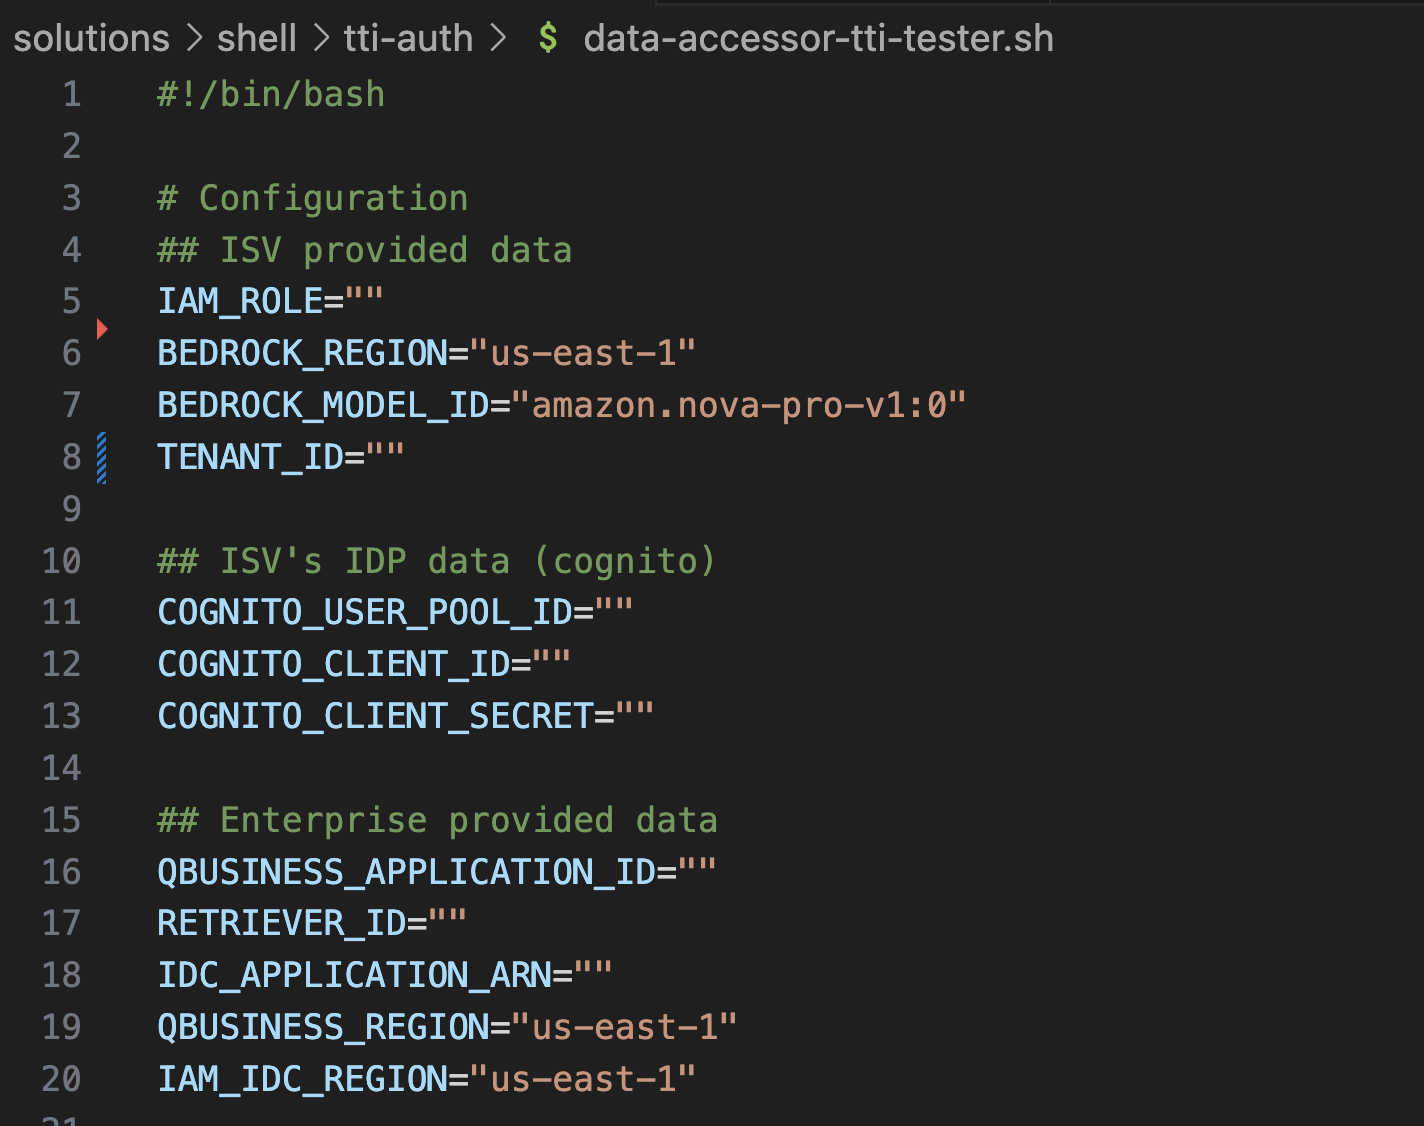 solutions > shell > tti-auth > $ data-accessor-tti-tester.sh
1 #!/bin/bash
2
3 # Configuration
4 ## ISV provided data
5 IAM_ROLE=""
6 BEDROCK_REGION="us-east-1"
7 BEDROCK_MODEL_ID="amazon.nova-pro-v1:0"
8 TENANT_ID=""
9
10 ## ISV's IDP data (cognito)
11 COGNITO_USER_POOL_ID=""
12 COGNITO_CLIENT_ID=""
13 COGNITO_CLIENT_SECRET=""
14
15 ## Enterprise provided data
16 QBUSINESS_APPLICATION_ID=""
17 RETRIEVER_ID=""
18 IDC_APPLICATION_ARN=""
19 QBUSINESS_REGION="us-east-1"
20 IAM_IDC_REGION="us-east-1"
21